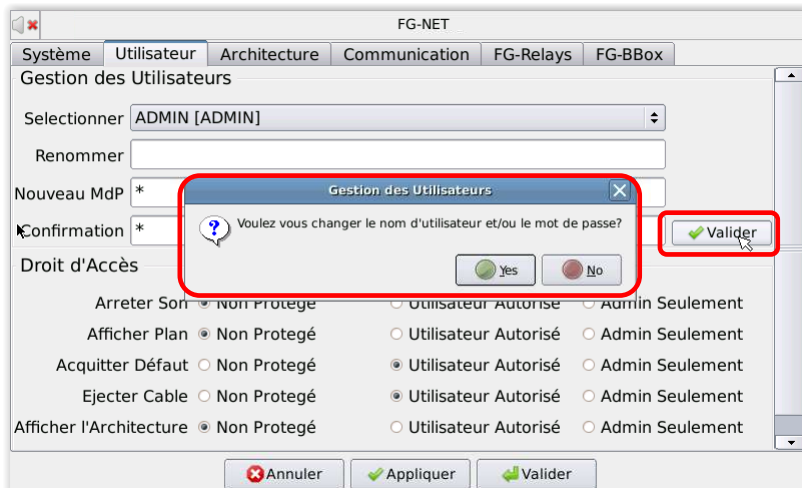 FG-NET
Système Utilisateur Architecture Communication FG-Relays FG-BBox
Gestion des Utilisateurs
Selectionner ADMIN [ADMIN]
Renommer
Nouveau MdP *
Confirmation * Valider
Gestion des Utilisateurs
Voulez vous changer le nom d'utilisateur et/ou le mot de passe?
Yes No
Droit d'Accès
Arreter Son Non Protegé Utilisateur Autorisé Admin Seulement
Afficher Plan Non Protegé Utilisateur Autorisé Admin Seulement
Acquitter Défaut Non Protegé Utilisateur Autorisé Admin Seulement
Ejecter Cable Non Protegé Utilisateur Autorisé Admin Seulement
Afficher l'Architecture Non Protegé Utilisateur Autorisé Admin Seulement
Annuler Appliquer Valider